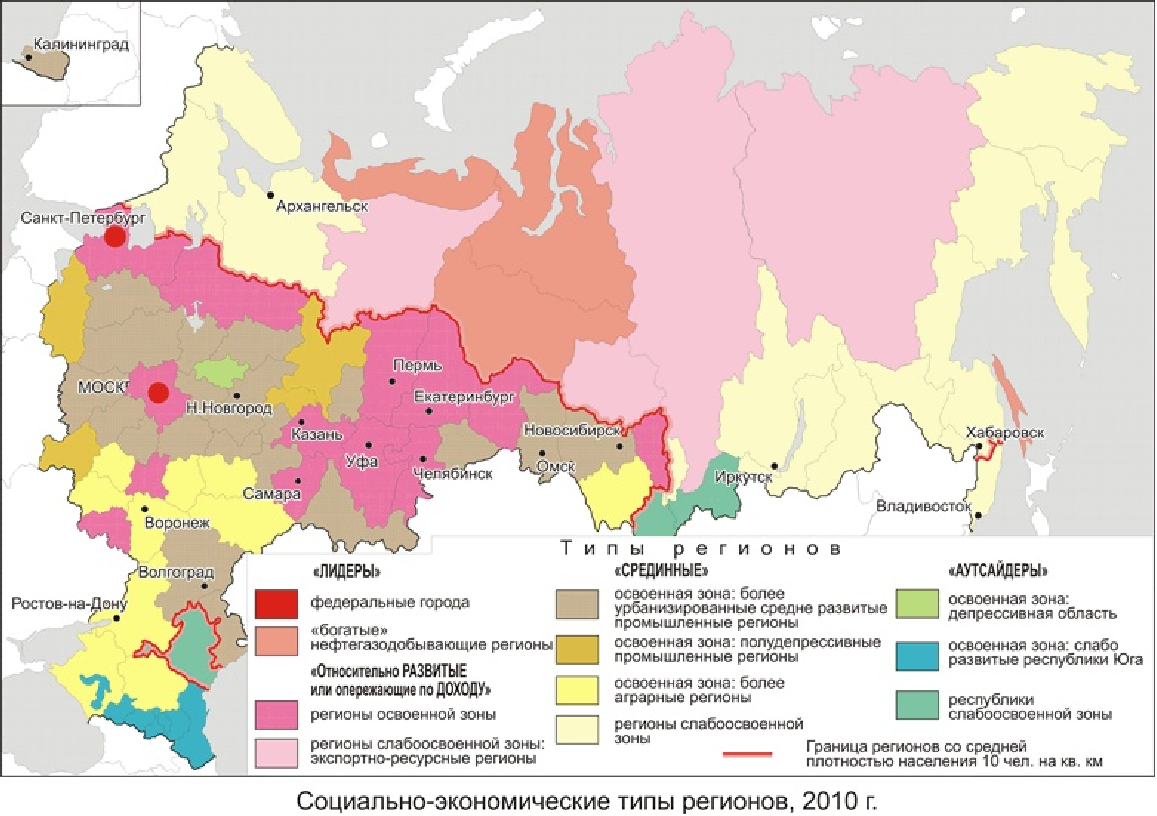 Калининград
Архангельск
Санкт-Петербург
Пермь
МОСК
Екатеринбург
Н.Новгород
Новосибирск
Хабаровск
Казань
Уфа
Омск
Челябинск
Иркутск
Самара
Владивосток
Воронеж
Волгоград
Ростов-на-Дону
Типы регионов
«ЛИДЕРЫ»
федеральные города
«богатые»
нефтегазодобывающие регионы
«Относительно РАЗВИТЫЕ
или опережающие по ДОХОДУ»
регионы освоенной зоны
регионы слабоосвоенной зоны:
экспортно-ресурсные регионы
«СРЕДИННЫЕ»
освоенная зона: более
урбанизированные средне развитые
промышленные регионы
освоенная зона: полудепрессивные
промышленные регионы
освоенная зона: более
аграрные регионы
регионы слабоосвоенной
зоны
«АУТСАЙДЕРЫ»
освоенная зона:
депрессивная область
освоенная зона: слабо
развитые республики Юга
республики
слабоосвоенной зоны
Граница регионов со средней
плотностью населения 10 чел. на кв. км
Социально-экономические типы регионов, 2010 г.